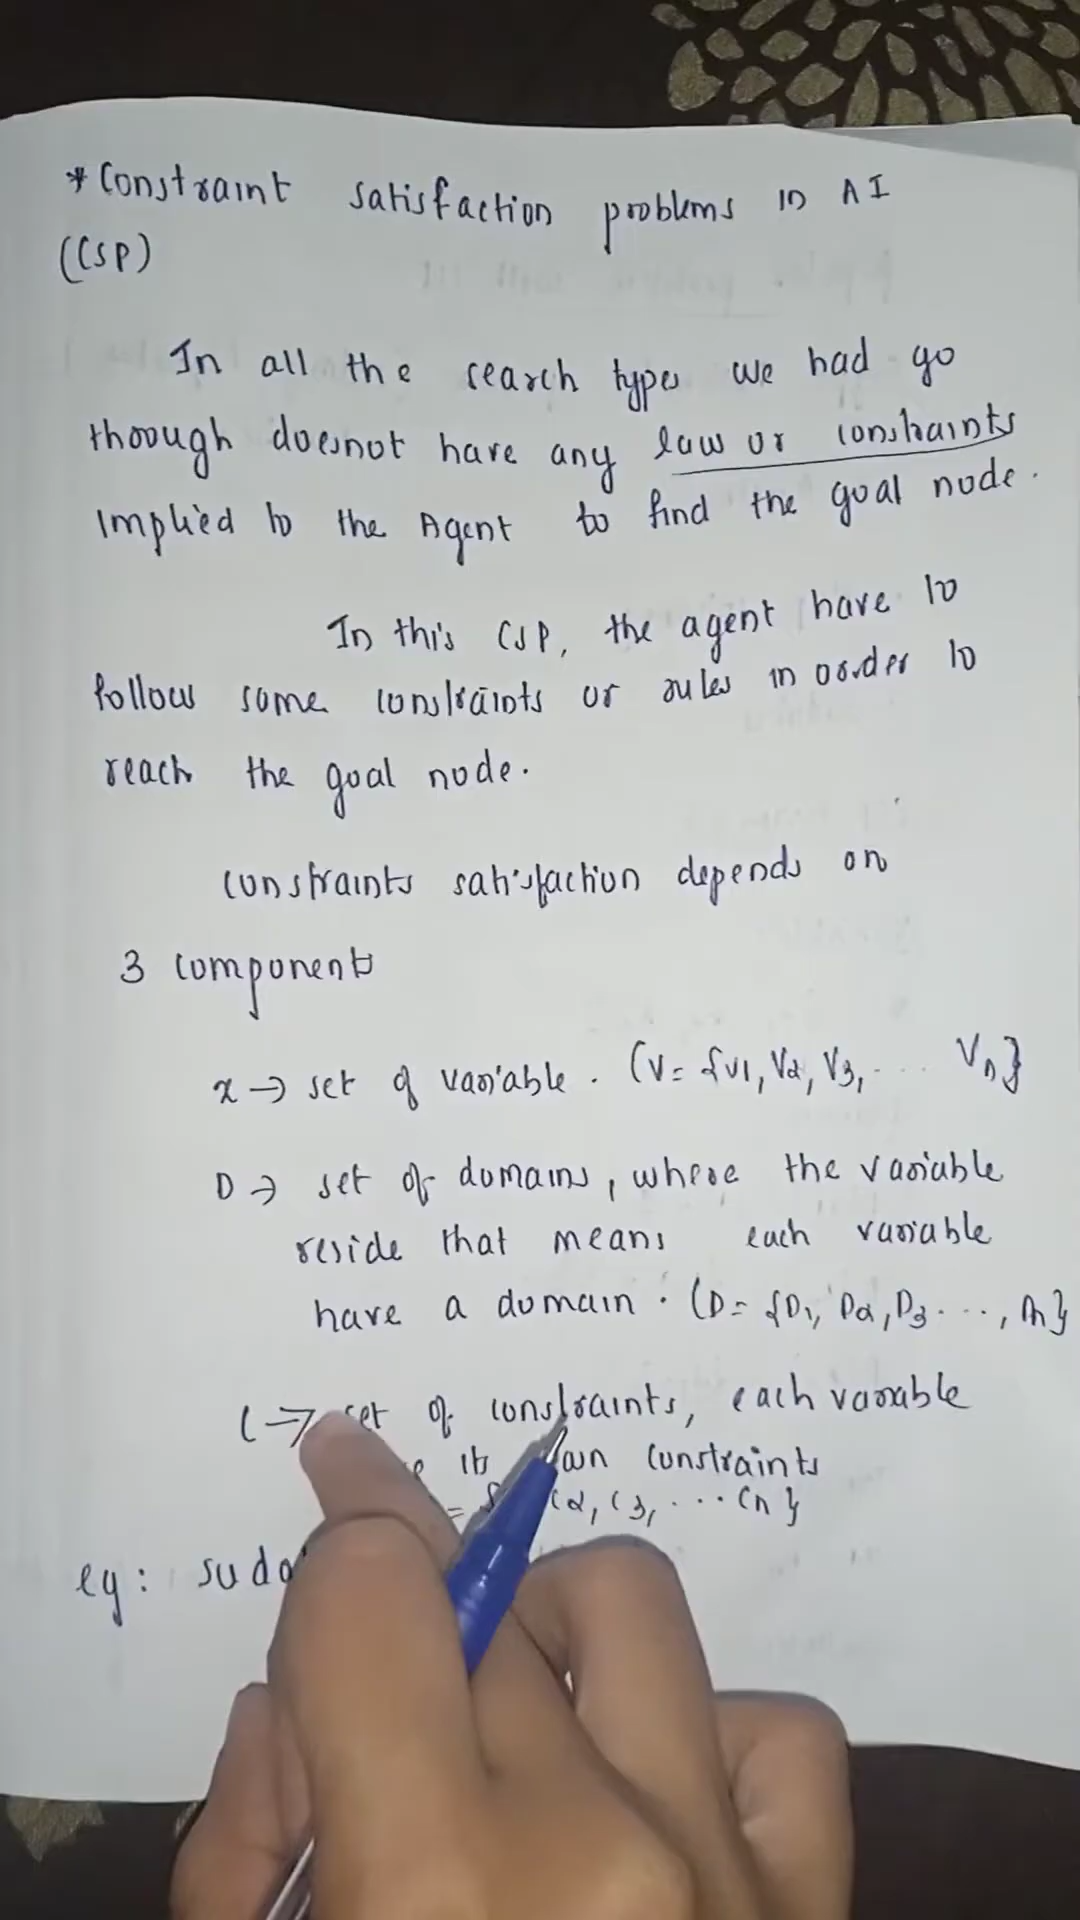 * Constraint satisfaction problems in AI
(CSP)
In all the search types we had go
through doesnot have any law or constraints
implied to the Agent to find the goal node.
In this CSP, the agent have to
follow some constraints or rules in order to
reach the goal node.
constraints satisfaction depends on
3 components
x → set of variable. (V= {V1, V2, V3, ... Vn}
D → set of domains, where the variable
reside that means each variable
have a domain. (D= {D1, D2, D3 ..., Dn}
C → set of constraints, each variable
its own constraints
= C2, C3, ... Cn}
eg: